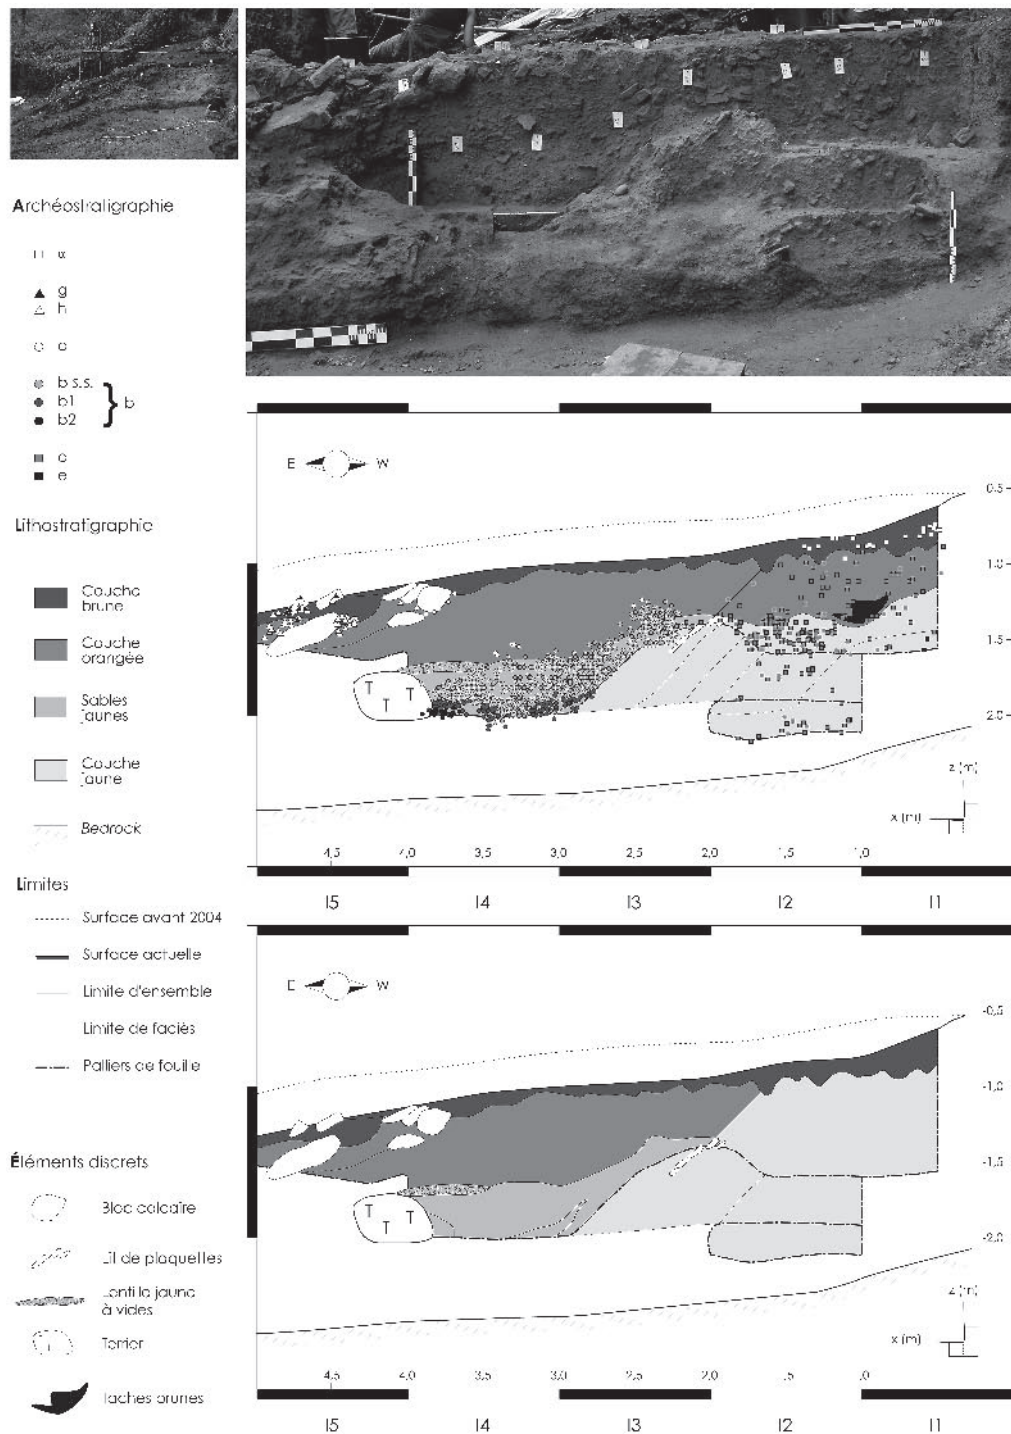 Archéostratigraphie
α
g
h
a
b s.s.
b1
b2
b
c
e
Lithostratigraphie
Couche
brune
Couche
orangée
Sables
jaunes
Couche
jaune
Bedrock
Limites
Surface avant 2004
Surface actuelle
Limite d'ensemble
Limite de faciès
Palliers de fouille
Éléments discrets
Bloc calcaire
Lit de plaquettes
Lentille jaune
à vides
Terrier
Taches brunes
E W
0.5
1.0
1.5
2.0
T T
T
z (m)
x (m)
4,5 4,0 3,5 3,0 2,5 2,0 1,5 1,0
I5 I4 I3 I2 I1
E W
-0,5
-1,0
-1,5
-2,0
T T
T
z (m)
x (m)
4,5 4,0 3,5 3,0 2,5 2,0 ,5 ,0
I5 I4 I3 I2 I1